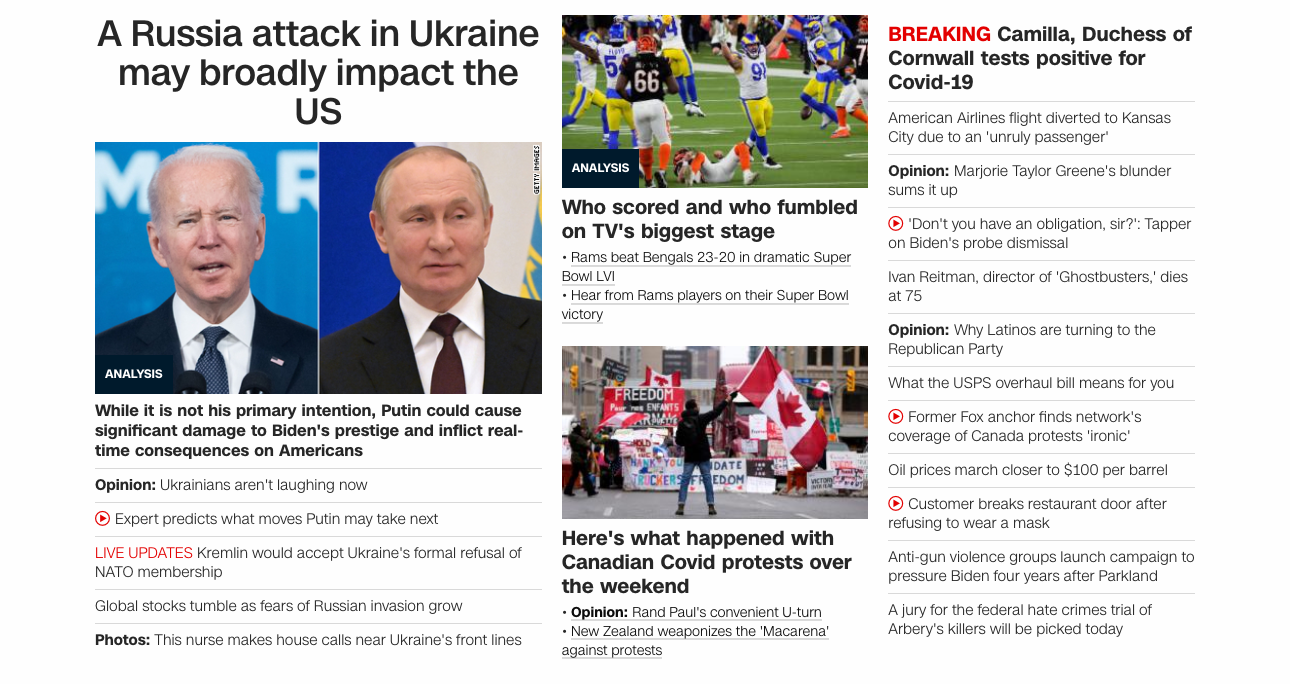 A Russia attack in Ukraine
may broadly impact the
US
GETTY IMAGES
ANALYSIS
While it is not his primary intention, Putin could cause
significant damage to Biden's prestige and inflict real-
time consequences on Americans
Opinion: Ukrainians aren't laughing now
Expert predicts what moves Putin may take next
LIVE UPDATES Kremlin would accept Ukraine's formal refusal of
NATO membership
Global stocks tumble as fears of Russian invasion grow
Photos: This nurse makes house calls near Ukraine's front lines
66
91
ANALYSIS
Who scored and who fumbled
on TV's biggest stage
• Rams beat Bengals 23-20 in dramatic Super
Bowl LVI
• Hear from Rams players on their Super Bowl
victory
FREEDOM
Pour nos ENFANTS
THANK YOU
TRUCKERS FREEDOM
Here's what happened with
Canadian Covid protests over
the weekend
• Opinion: Rand Paul's convenient U-turn
• New Zealand weaponizes the 'Macarena'
against protests
BREAKING Camilla, Duchess of
Cornwall tests positive for
Covid-19
American Airlines flight diverted to Kansas
City due to an 'unruly passenger'
Opinion: Marjorie Taylor Greene's blunder
sums it up
'Don't you have an obligation, sir?': Tapper
on Biden's probe dismissal
Ivan Reitman, director of 'Ghostbusters,' dies
at 75
Opinion: Why Latinos are turning to the
Republican Party
What the USPS overhaul bill means for you
Former Fox anchor finds network's
coverage of Canada protests 'ironic'
Oil prices march closer to $100 per barrel
Customer breaks restaurant door after
refusing to wear a mask
Anti-gun violence groups launch campaign to
pressure Biden four years after Parkland
A jury for the federal hate crimes trial of
Arbery's killers will be picked today